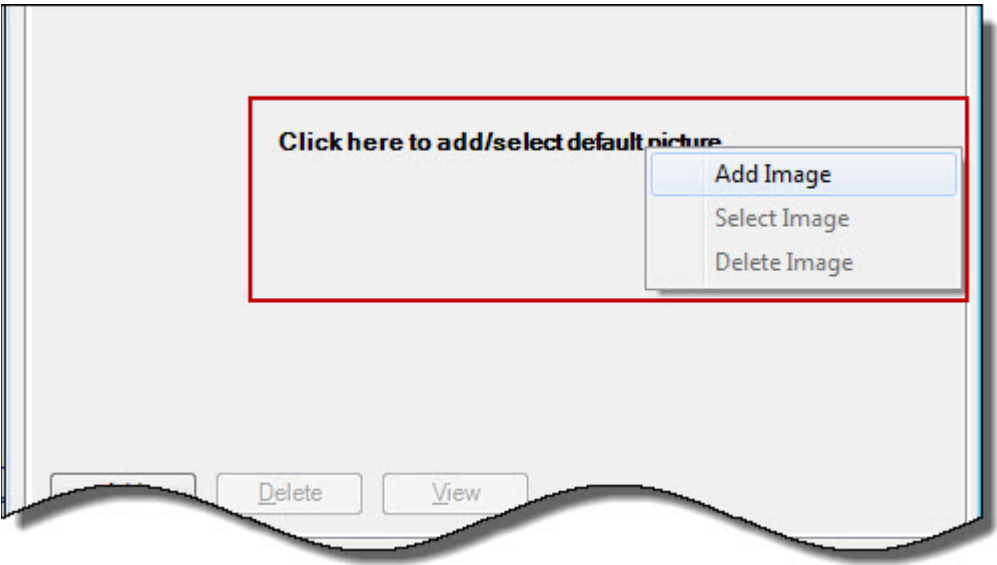 Click here to add/select default picture
Add Image
Select Image
Delete Image
Delete
View